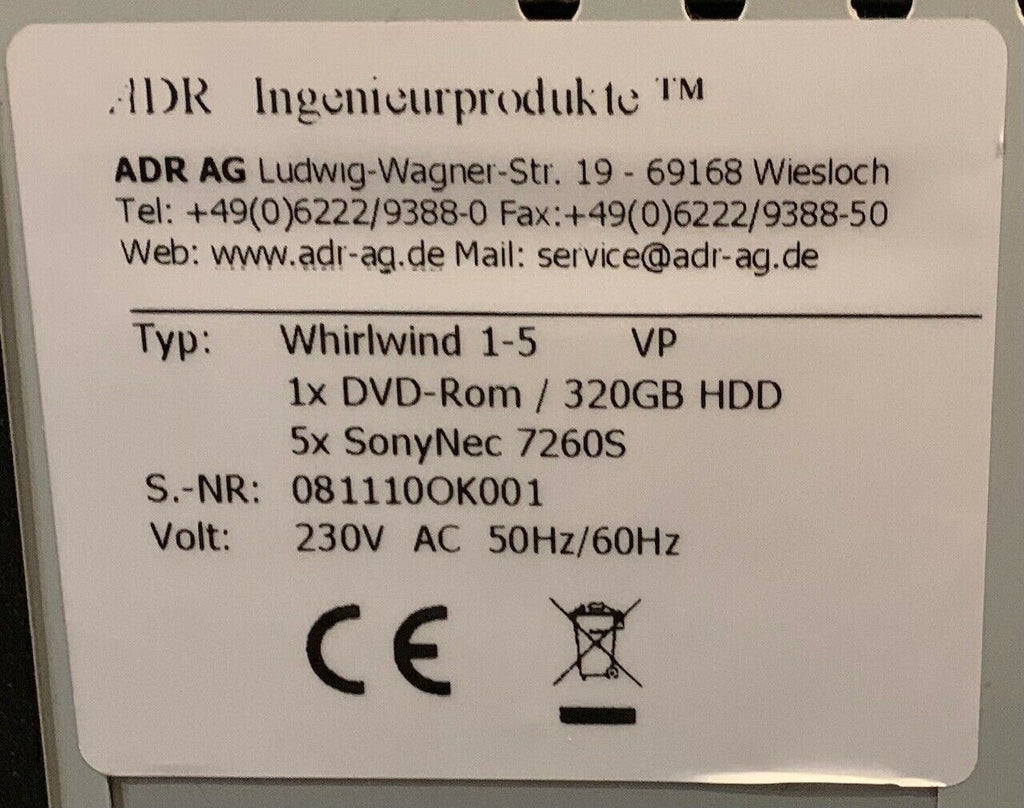 ADR Ingenieurprodukte ™
ADR AG Ludwig-Wagner-Str. 19 - 69168 Wiesloch
Tel: +49(0)6222/9388-0 Fax:+49(0)6222/9388-50
Web: www.adr-ag.de Mail: service@adr-ag.de
Typ: Whirlwind 1-5 VP
1x DVD-Rom / 320GB HDD
5x SonyNec 7260S
S.-NR: 081110OK001
Volt: 230V AC 50Hz/60Hz
CE